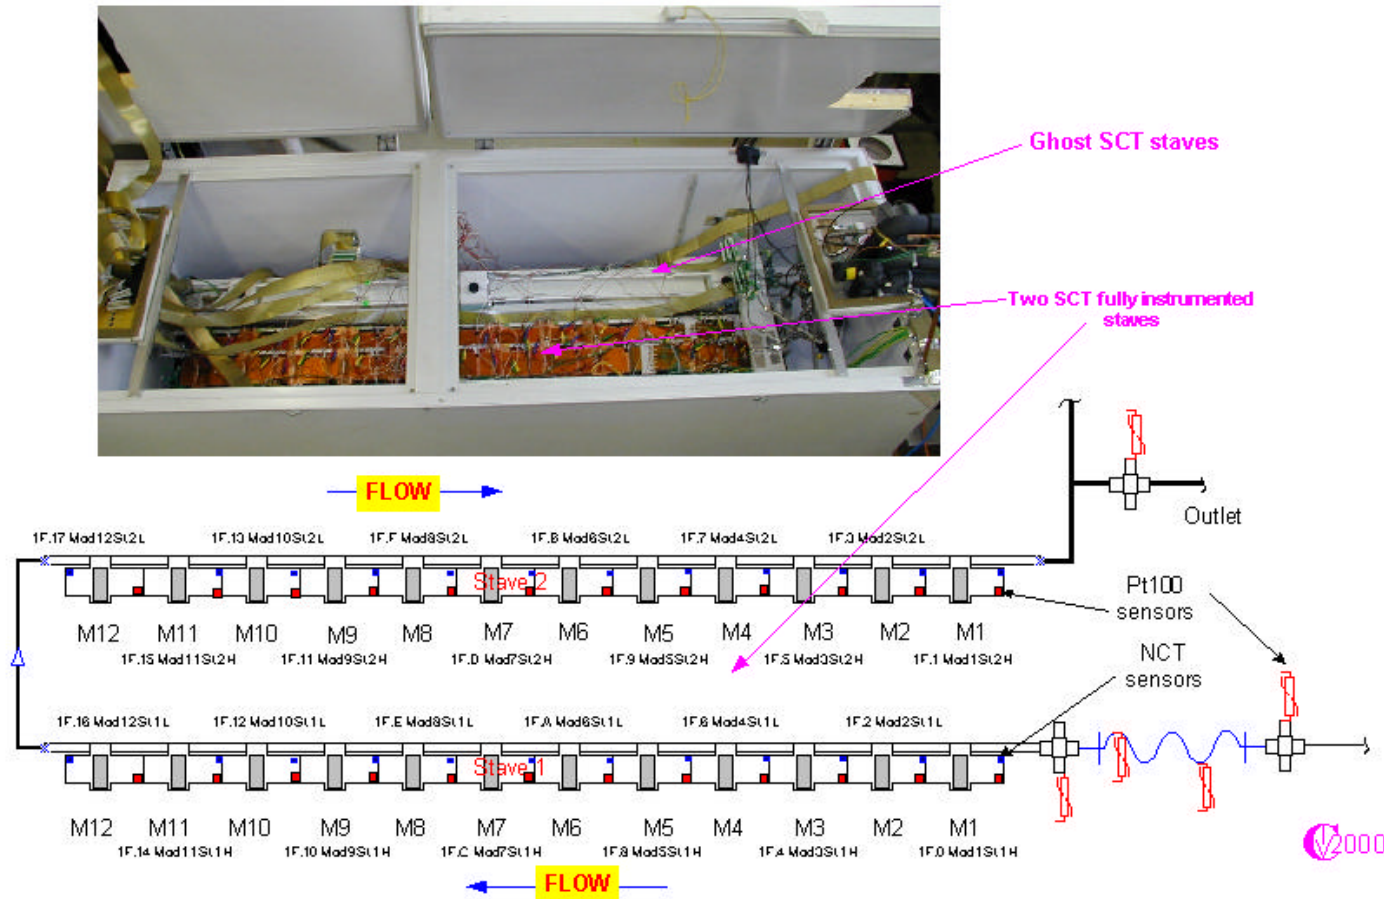 Ghost SCT staves
Two SCT fully instrumented
staves
FLOW
Outlet
1F.17 Mod12St2L 1F.13 Mod10St2L 1F.F Mod8St2L 1F.B Mod6St2L 1F.7 Mod4St2L 1F.3 Mod2St2L
Stave 2
Pt100
sensors
M12 M11 M10 M9 M8 M7 M6 M5 M4 M3 M2 M1
1F.15 Mod11St2H 1F.11 Mod9St2H 1F.D Mod7St2H 1F.9 Mod5St2H 1F.5 Mod3St2H 1F.1 Mod1St2H
NCT
sensors
1F.16 Mod12St1L 1F.12 Mod10St1L 1F.E Mod8St1L 1F.A Mod6St1L 1F.6 Mod4St1L 1F.2 Mod2St1L
Stave 1
M12 M11 M10 M9 M8 M7 M6 M5 M4 M3 M2 M1
1F.14 Mod11St1H 1F.10 Mod9St1H 1F.C Mod7St1H 1F.8 Mod5St1H 1F.4 Mod3St1H 1F.0 Mod1St1H
CV2000
FLOW